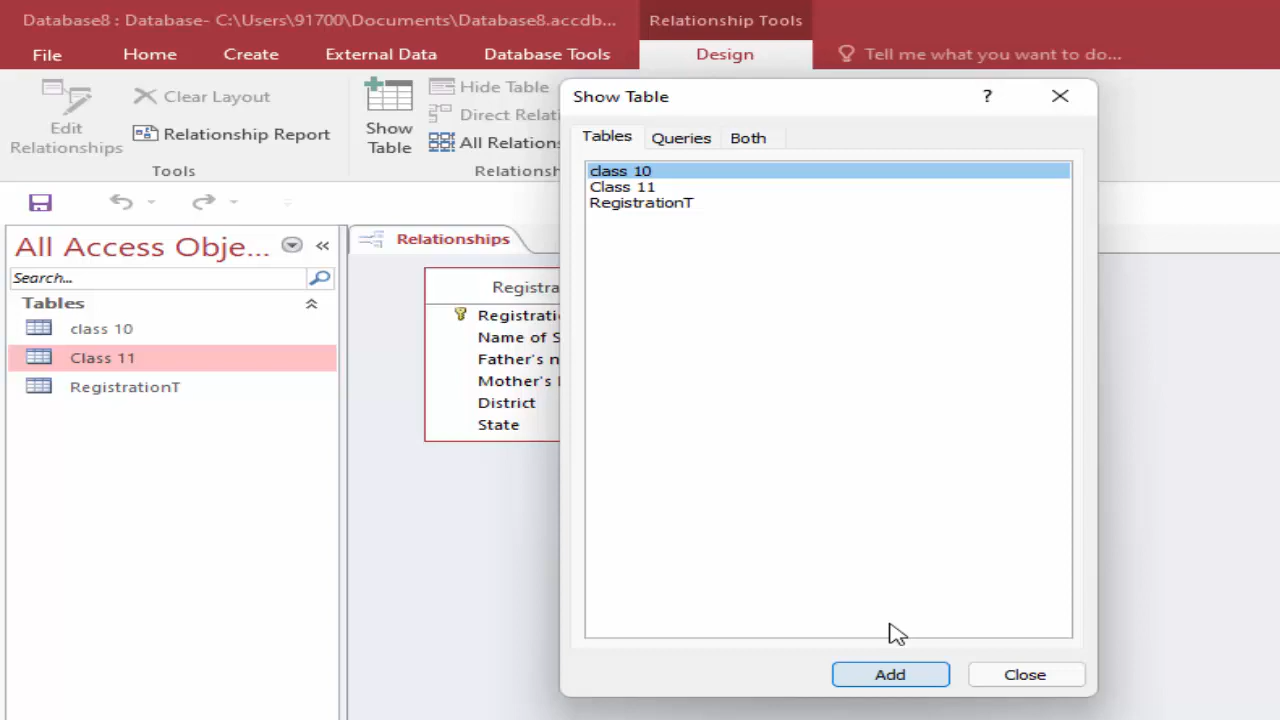 Database8 : Database- C:\Users\91700\Documents\Database8.accdb...
Relationship Tools
File
Home
Create
External Data
Database Tools
Design
Tell me what you want to do...
Edit
Relationships
Clear Layout
Relationship Report
Tools
Show
Table
Hide Table
Direct Relati
All Relations
Relationsh
All Access Obje...
Search...
Tables
class 10
Class 11
RegistrationT
Relationships
Registra
Registratio
Name of S
Father's n
Mother's
District
State
Show Table
?
Tables
Queries
Both
class 10
Class 11
RegistrationT
Add
Close